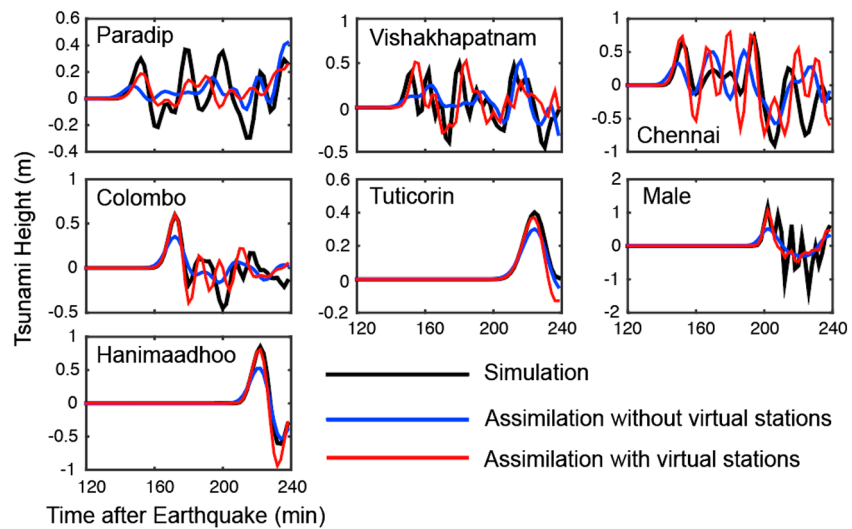 Paradip
0.6
0.4
0.2
0
-0.2
-0.4
Vishakhapatnam
1
0.5
0
-0.5
Chennai
1
0.5
0
-0.5
-1
Tsunami Height (m)
Colombo
1
0.5
0
-0.5
Tuticorin
0.6
0.4
0.2
0
-0.2
120 160 200 240
Male
2
1
0
-1
-2
120 160 200 240
Hanimaadhoo
1
0.5
0
-0.5
-1
120 160 200 240
Time after Earthquake (min)
Simulation
Assimilation without virtual stations
Assimilation with virtual stations